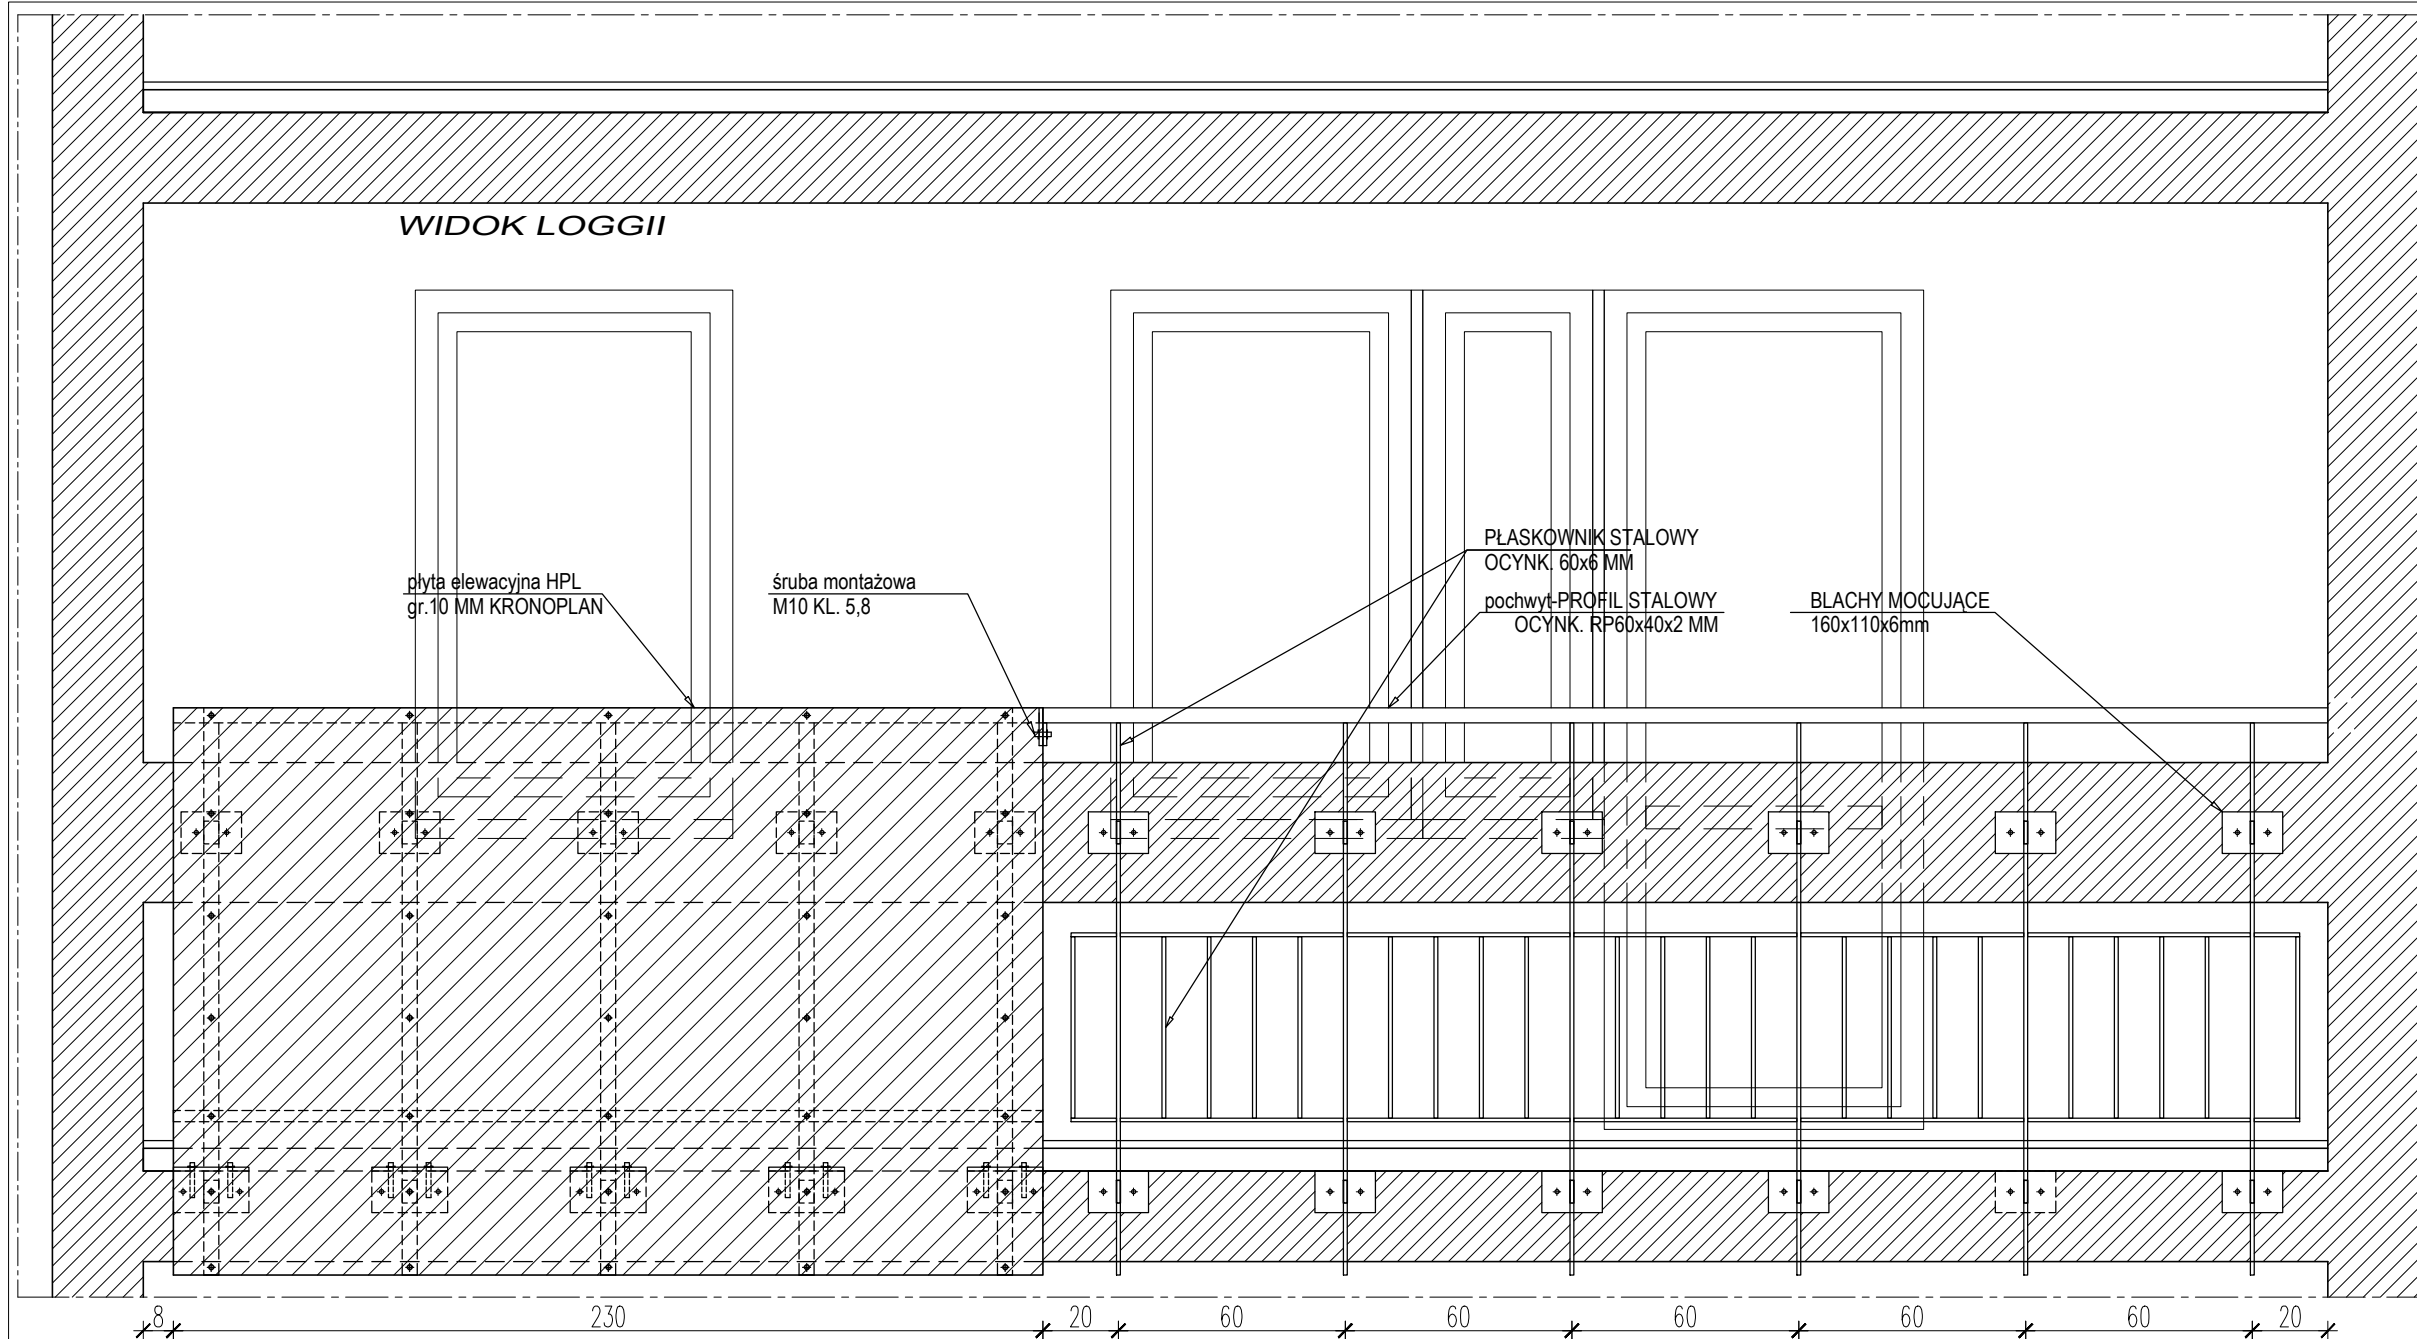 WIDOK LOGGII
PŁASKOWNIK STALOWY
OCYNK. 60x6 MM
płyta elewacyjna HPL
gr.10 MM KRONOPLAN
śruba montażowa
M10 KL. 5,8
pochwyt-PROFIL STALOWY
OCYNK. RP60x40x2 MM
BLACHY MOCUJĄCE
160x110x6mm
8 230 20 60 60 60 60 60 20